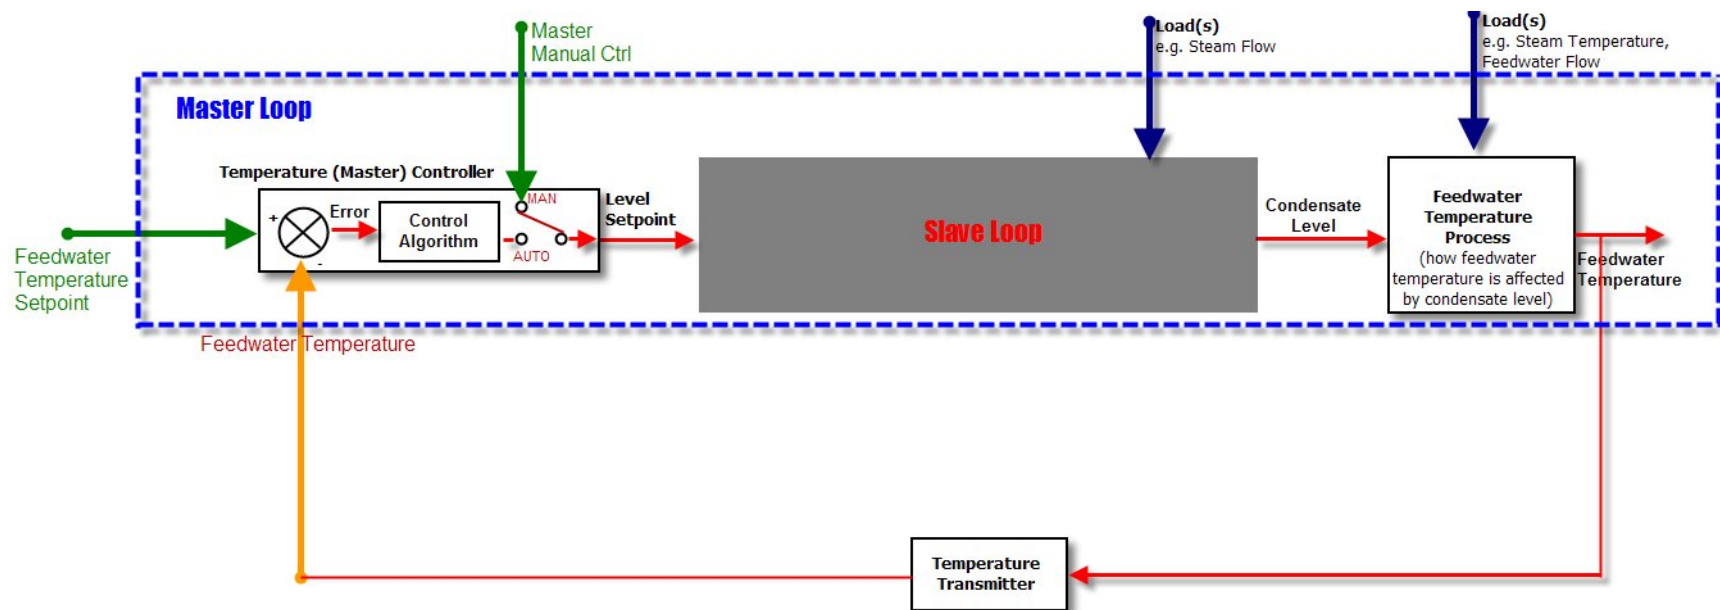 Master
Manual Ctrl
Load(s)
e.g. Steam Flow
Load(s)
e.g. Steam Temperature,
Feedwater Flow
Master Loop
Temperature (Master) Controller
+
Error
-
Control
Algorithm
MAN
AUTO
Level
Setpoint
Slave Loop
Condensate
Level
Feedwater
Temperature
Process
(how feedwater
temperature is affected
by condensate level)
Feedwater
Temperature
Feedwater
Temperature
Setpoint
Feedwater Temperature
Temperature
Transmitter